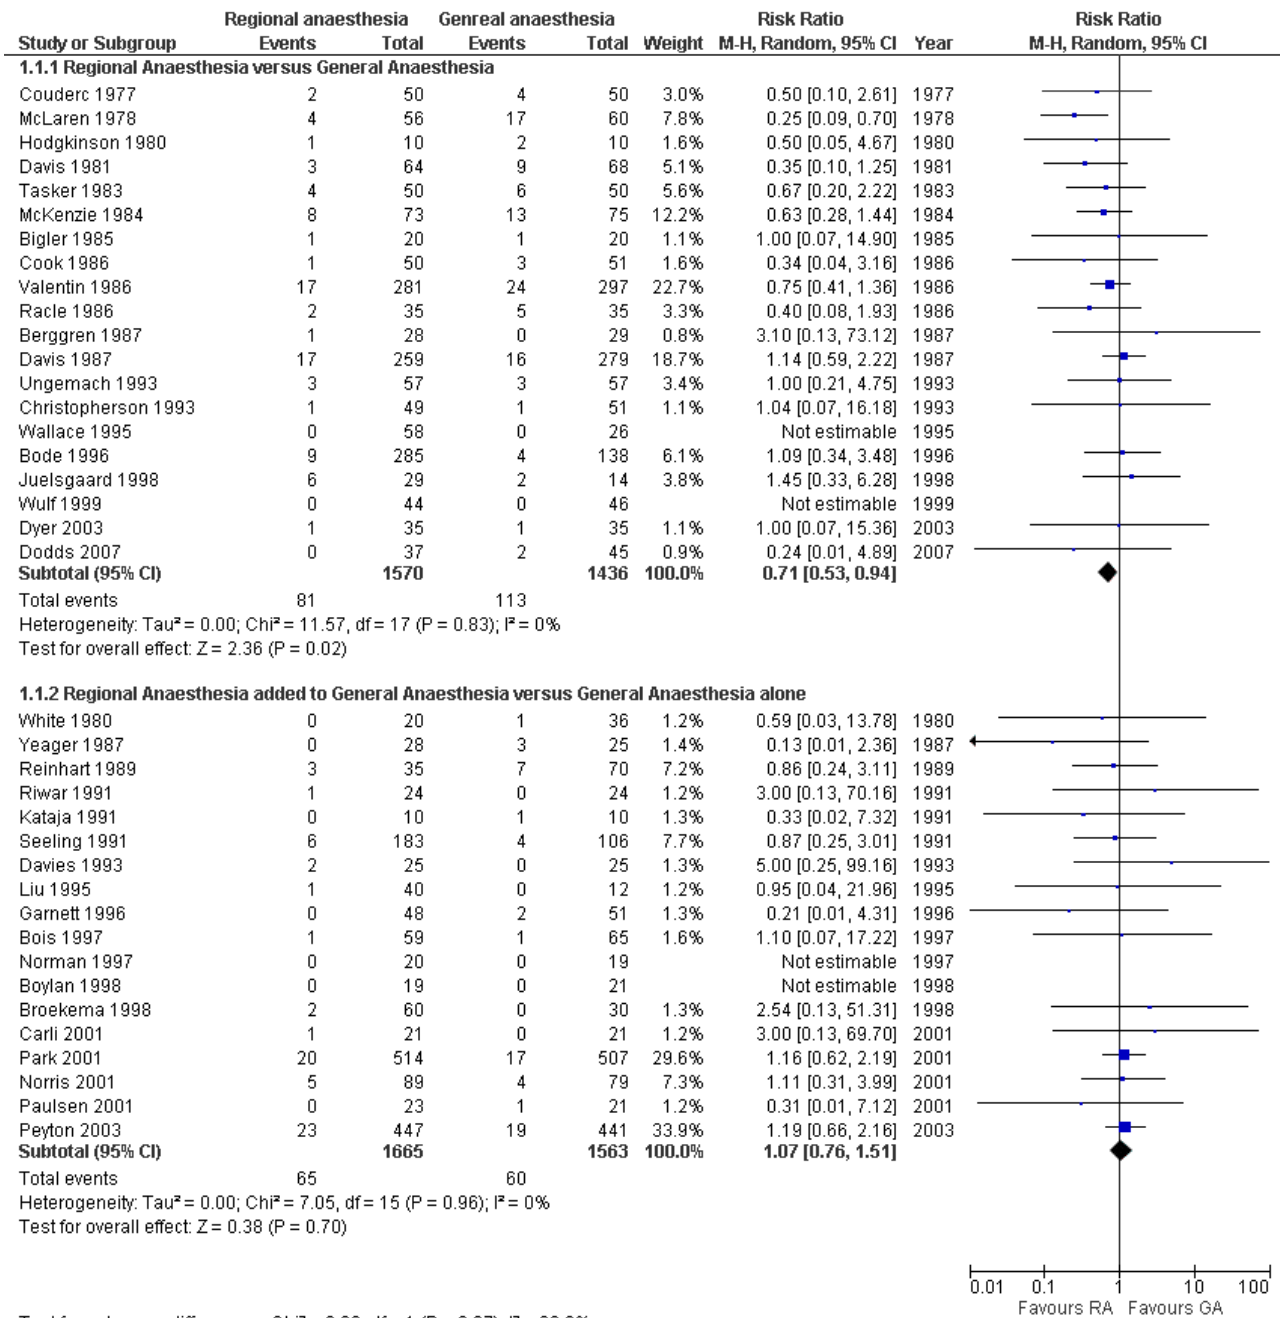 Regional anaesthesia Genreal anaesthesia Risk Ratio Risk Ratio
Study or Subgroup Events Total Events Total Weight M-H, Random, 95% CI Year M-H, Random, 95% CI
1.1.1 Regional Anaesthesia versus General Anaesthesia
Couderc 1977 2 50 4 50 3.0% 0.50 [0.10, 2.61] 1977
McLaren 1978 4 56 17 60 7.8% 0.25 [0.09, 0.70] 1978
Hodgkinson 1980 1 10 2 10 1.6% 0.50 [0.05, 4.67] 1980
Davis 1981 3 64 9 68 5.1% 0.35 [0.10, 1.25] 1981
Tasker 1983 4 50 6 50 5.6% 0.67 [0.20, 2.22] 1983
McKenzie 1984 8 73 13 75 12.2% 0.63 [0.28, 1.44] 1984
Bigler 1985 1 20 1 20 1.1% 1.00 [0.07, 14.90] 1985
Cook 1986 1 50 3 51 1.6% 0.34 [0.04, 3.16] 1986
Valentin 1986 17 281 24 297 22.7% 0.75 [0.41, 1.36] 1986
Racle 1986 2 35 5 35 3.3% 0.40 [0.08, 1.93] 1986
Berggren 1987 1 28 0 29 0.8% 3.10 [0.13, 73.12] 1987
Davis 1987 17 259 16 279 18.7% 1.14 [0.59, 2.22] 1987
Ungemach 1993 3 57 3 57 3.4% 1.00 [0.21, 4.75] 1993
Christopherson 1993 1 49 1 51 1.1% 1.04 [0.07, 16.18] 1993
Wallace 1995 0 58 0 26 Not estimable 1995
Bode 1996 9 285 4 138 6.1% 1.09 [0.34, 3.48] 1996
Juelsgaard 1998 6 29 2 14 3.8% 1.45 [0.33, 6.28] 1998
Wulf 1999 0 44 0 46 Not estimable 1999
Dyer 2003 1 35 1 35 1.1% 1.00 [0.07, 15.36] 2003
Dodds 2007 0 37 2 45 0.9% 0.24 [0.01, 4.89] 2007
Subtotal (95% CI) 1570 1436 100.0% 0.71 [0.53, 0.94]
Total events 81 113
Heterogeneity: Tau² = 0.00; Chi² = 11.57, df = 17 (P = 0.83); I² = 0%
Test for overall effect: Z = 2.36 (P = 0.02)
1.1.2 Regional Anaesthesia added to General Anaesthesia versus General Anaesthesia alone
White 1980 0 20 1 36 1.2% 0.59 [0.03, 13.78] 1980
Yeager 1987 0 28 3 25 1.4% 0.13 [0.01, 2.36] 1987
Reinhart 1989 3 35 7 70 7.2% 0.86 [0.24, 3.11] 1989
Riwar 1991 1 24 0 24 1.2% 3.00 [0.13, 70.16] 1991
Kataja 1991 0 10 1 10 1.3% 0.33 [0.02, 7.32] 1991
Seeling 1991 6 183 4 106 7.7% 0.87 [0.25, 3.01] 1991
Davies 1993 2 25 0 25 1.3% 5.00 [0.25, 99.16] 1993
Liu 1995 1 40 0 12 1.2% 0.95 [0.04, 21.96] 1995
Garnett 1996 0 48 2 51 1.3% 0.21 [0.01, 4.31] 1996
Bois 1997 1 59 1 65 1.6% 1.10 [0.07, 17.22] 1997
Norman 1997 0 20 0 19 Not estimable 1997
Boylan 1998 0 19 0 21 Not estimable 1998
Broekema 1998 2 60 0 30 1.3% 2.54 [0.13, 51.31] 1998
Carli 2001 1 21 0 21 1.2% 3.00 [0.13, 69.70] 2001
Park 2001 20 514 17 507 29.6% 1.16 [0.62, 2.19] 2001
Norris 2001 5 89 4 79 7.3% 1.11 [0.31, 3.99] 2001
Paulsen 2001 0 23 1 21 1.2% 0.31 [0.01, 7.12] 2001
Peyton 2003 23 447 19 441 33.9% 1.19 [0.66, 2.16] 2003
Subtotal (95% CI) 1665 1563 100.0% 1.07 [0.76, 1.51]
Total events 65 60
Heterogeneity: Tau² = 0.00; Chi² = 7.05, df = 15 (P = 0.96); I² = 0%
Test for overall effect: Z = 0.38 (P = 0.70)
0.01 0.1 1 10 100
Favours RA Favours GA